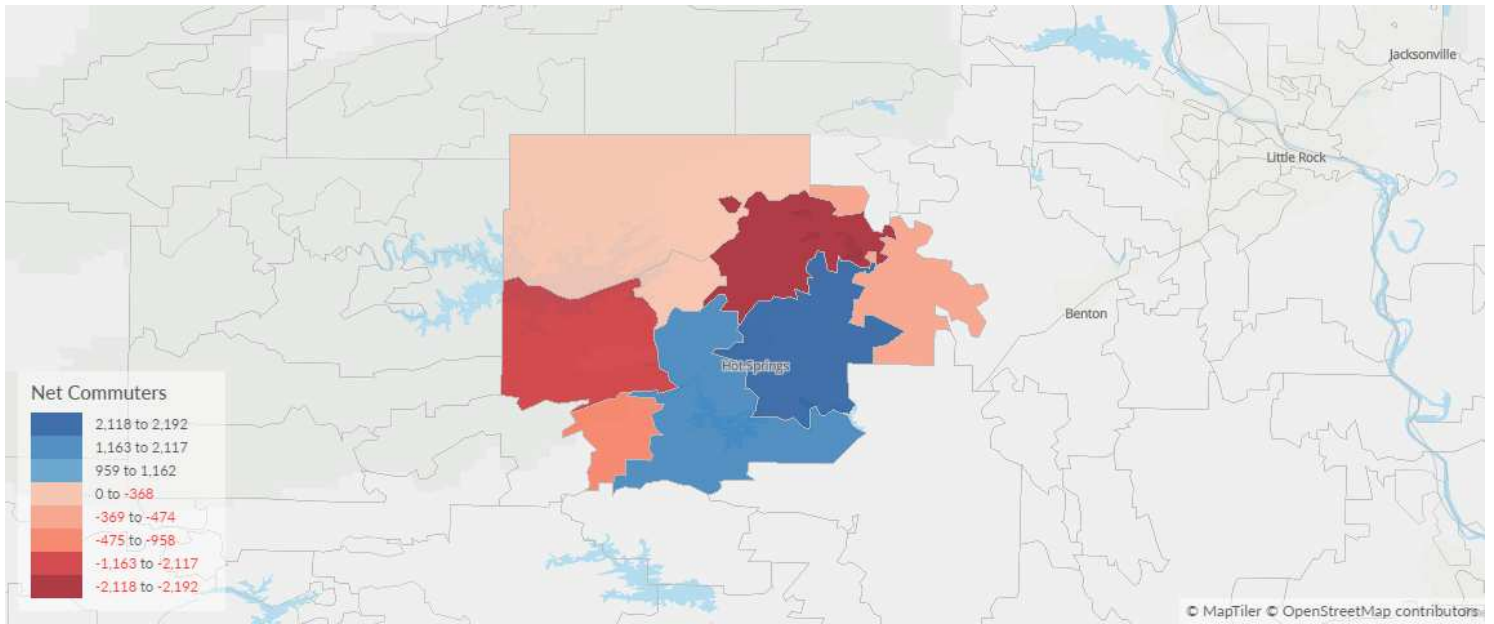 Jacksonville
Little Rock
Benton
Hot Springs
Net Commuters
2,118 to 2,192
1,163 to 2,117
959 to 1,162
0 to -368
-369 to -474
-475 to -958
-1,163 to -2,117
-2,118 to -2,192
© MapTiler © OpenStreetMap contributors